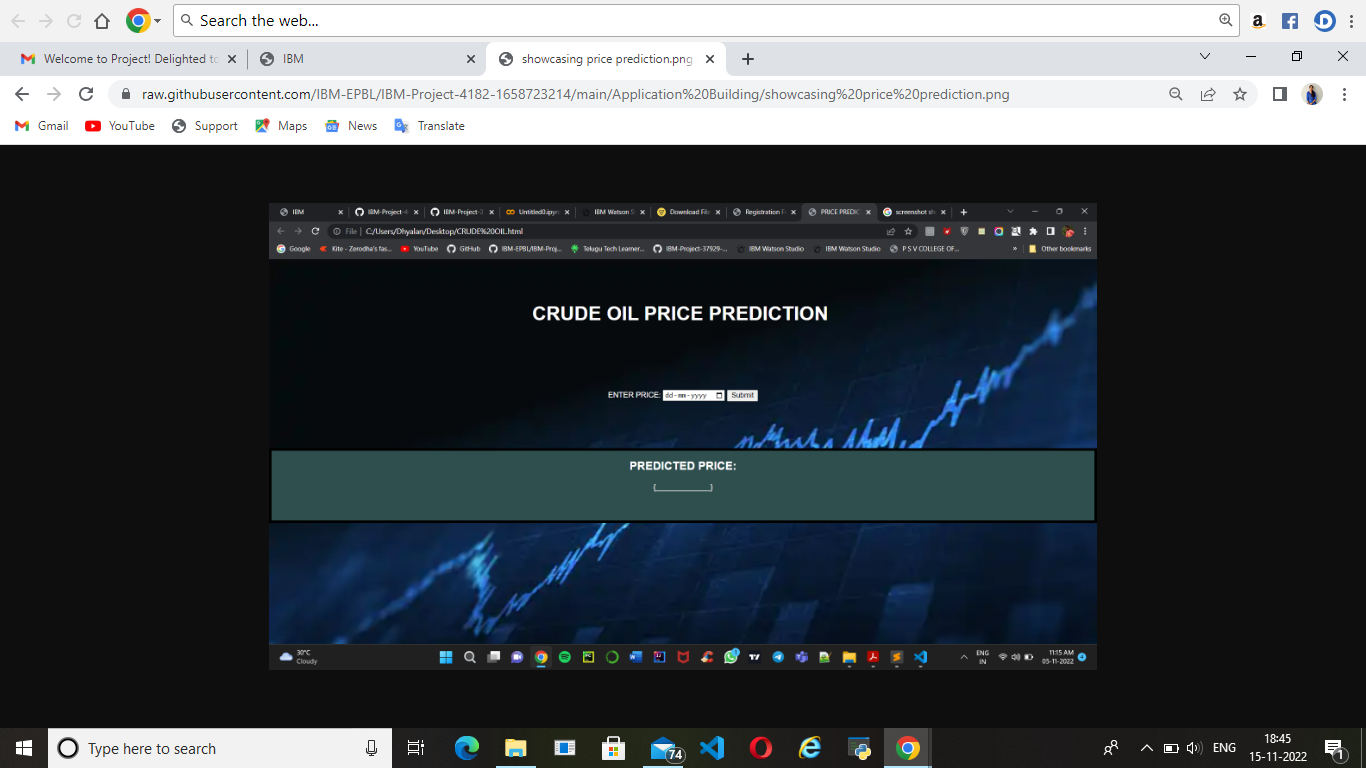 Search the web...
Welcome to Project! Delighted to
IBM
showcasing price prediction.png
raw.githubusercontent.com/IBM-EPBL/IBM-Project-4182-1658723214/main/Application%20Building/showcasing%20price%20prediction.png
Gmail YouTube Support Maps News Translate
IBM IBM-Project-4 IBM-Project-2 Untitled0.ipyn IBM Watson S Download File Registration F PRICE PREDIC screenshot sh
File C:/Users/Dhyalan/Desktop/CRUDE%20OIL.html
Google Kite - Zerodha's fas... YouTube GitHub IBM-EPBL/IBM-Proj... Telugu Tech Learner... IBM-Project-37929-... IBM Watson Studio IBM Watson Studio P S V COLLEGE OF... » Other bookmarks
CRUDE OIL PRICE PREDICTION
ENTER PRICE: dd-mm-yyyy Submit
PREDICTED PRICE:
30°C
Cloudy
ENG
IN
11:15 AM
05-11-2022
Type here to search
74
ENG
18:45
15-11-2022
1